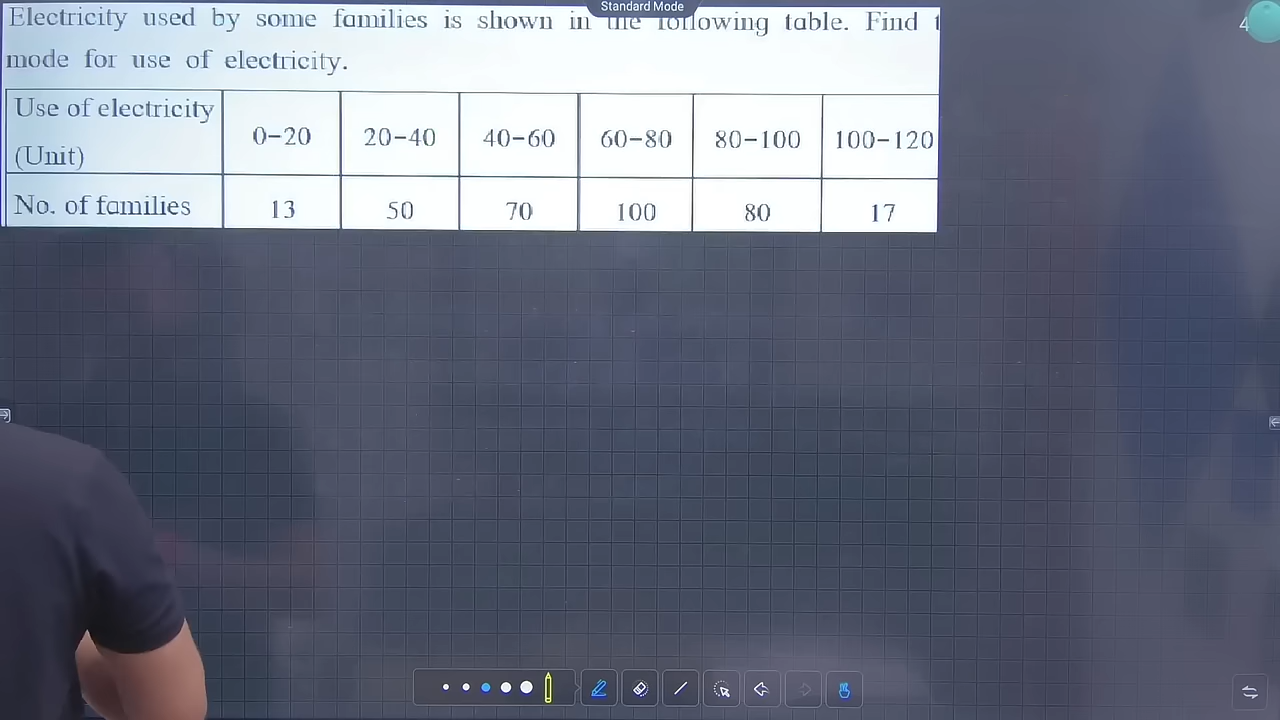 Standard Mode
Electricity used by some families is shown in the following table. Find
mode for use of electricity.
Use of electricity (Unit) 0-20 20-40 40-60 60-80 80-100 100-120
No. of families 13 50 70 100 80 17
4